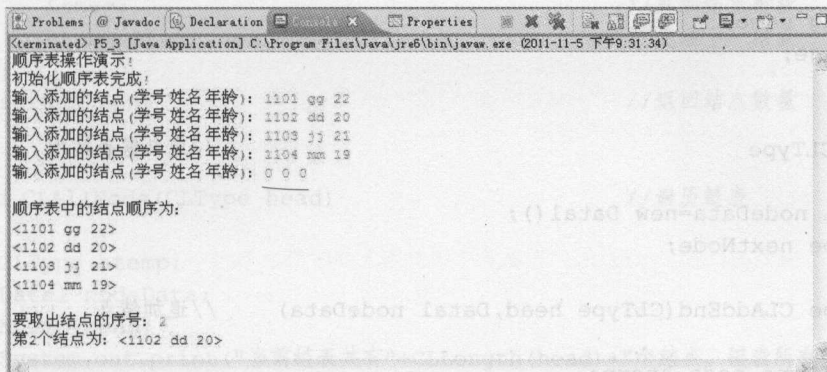 Problems @ Javadoc Declaration Console Properties
<terminated> P5_3 [Java Application] C:\Program Files\Java\jre6\bin\javaw.exe (2011-11-5 下午9:31:34)
顺序表操作演示!
初始化顺序表完成!
输入添加的结点(学号 姓名 年龄): 1101 gg 22
输入添加的结点(学号 姓名 年龄): 1102 dd 20
输入添加的结点(学号 姓名 年龄): 1103 jj 21
输入添加的结点(学号 姓名 年龄): 1104 mm 19
输入添加的结点(学号 姓名 年龄): 0 0 0
顺序表中的结点顺序为:
<1101 gg 22>
<1102 dd 20>
<1103 jj 21>
<1104 mm 19>
要取出结点的序号: 2
第2个结点为: <1102 dd 20>